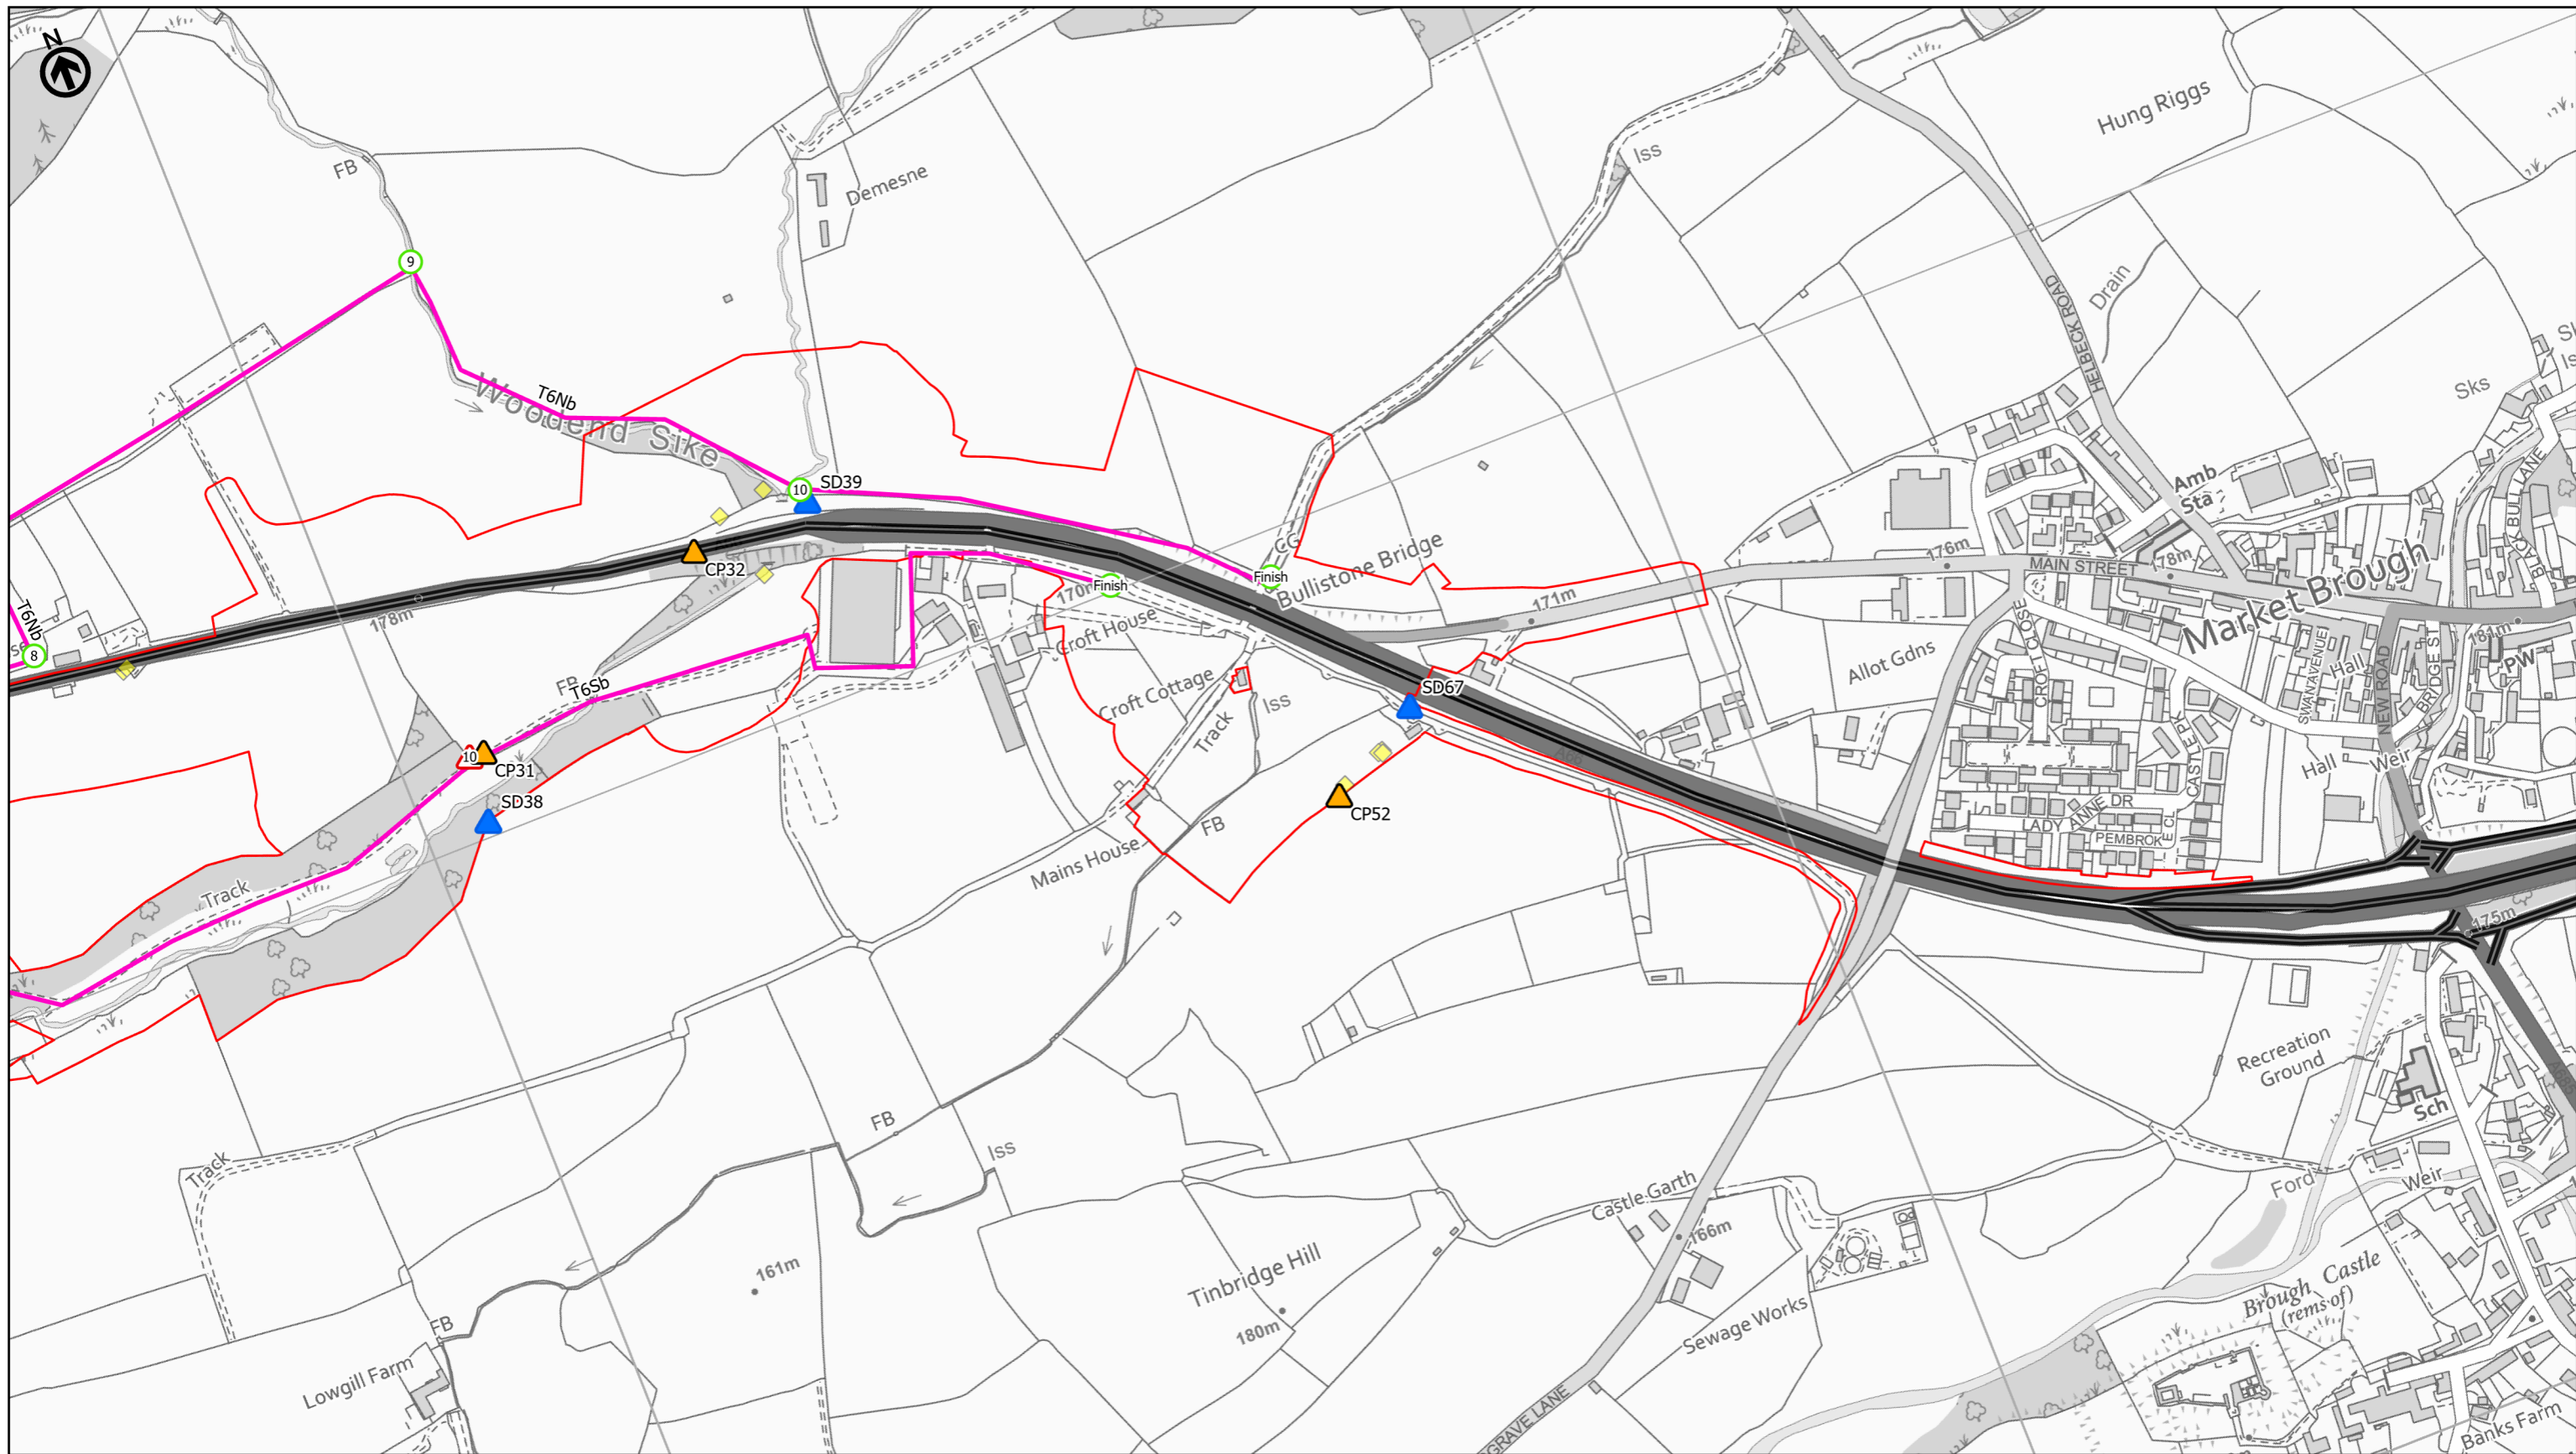 N
FB
Iss
Hung Riggs
Demesne
9
Drain
HELBECK ROAD
Sks
T6Nb
Woodend Sike
10
SD39
Amb
Sta
BULL LANE
CG
Bullistone Bridge
176m
MAIN STREET
178m
Market Brough
CP32
Finish
Finish
170m
171m
178m
T6Nb
8
Croft House
CROFT CLOSE
181m
PW
Allot Gdns
SWAN AVENUE
Hall
NEW ROAD
BRIDGE ST
FB
T6Sb
Croft Cottage
Iss
Track
SD67
A66
Hall
Weir
CASTLE PK
10
CP31
SD38
CP52
LADY ANNE DR
PEMBROKE CL
FB
Mains House
Track
175m
Recreation
Ground
Sch
FB
Iss
Track
Castle Garth
Ford
Weir
166m
161m
Tinbridge Hill
180m
Sewage Works
Brough Castle
(rems of)
FB
Lowgill Farm
GRAVE LANE
Banks Farm